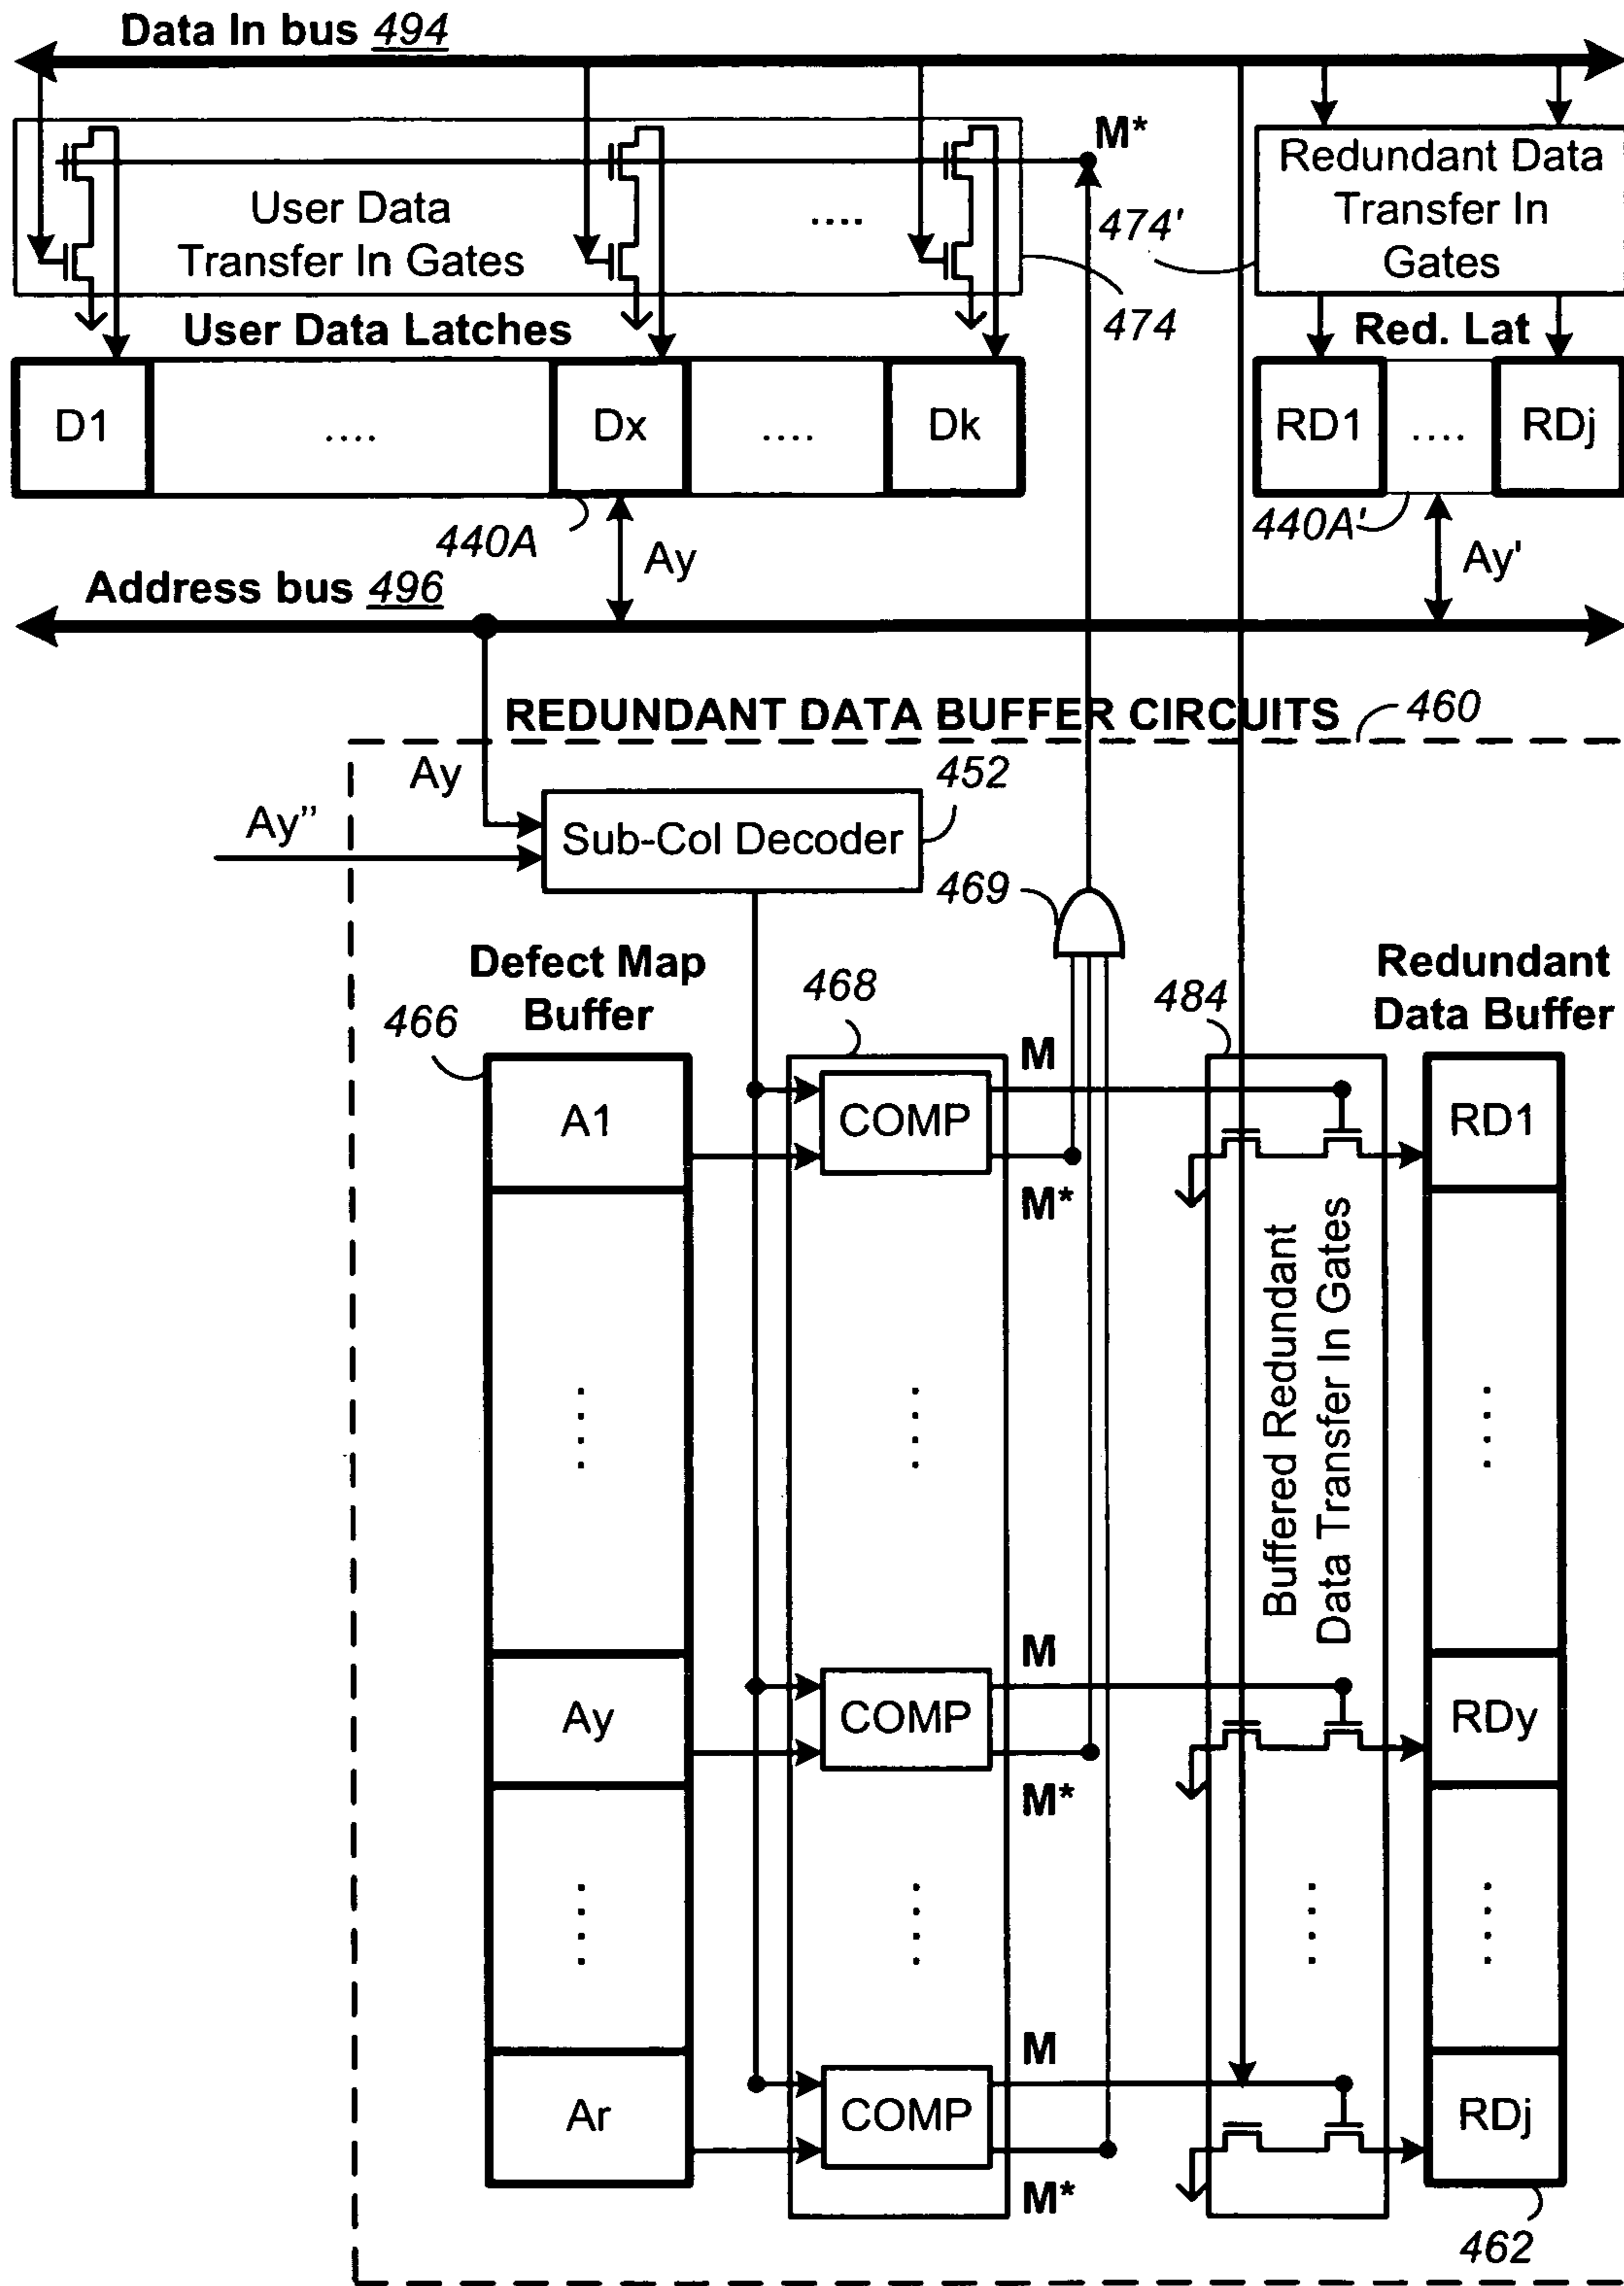 Data In bus 494
M*
User Data
Transfer In Gates
....
474'
474
Redundant Data
Transfer In
Gates
User Data Latches
Red. Lat
D1
....
Dx
....
Dk
RD1
....
RDj
440A
Ay
440A'
Ay'
Address bus 496
REDUNDANT DATA BUFFER CIRCUITS
460
Ay
Ay"
Sub-Col Decoder
452
469
Defect Map
Buffer
466
468
484
Redundant
Data Buffer
A1
COMP
M
M*
RD1
Buffered Redundant
Data Transfer In Gates
Ay
COMP
M
M*
RDy
Ar
COMP
M
M*
RDj
462